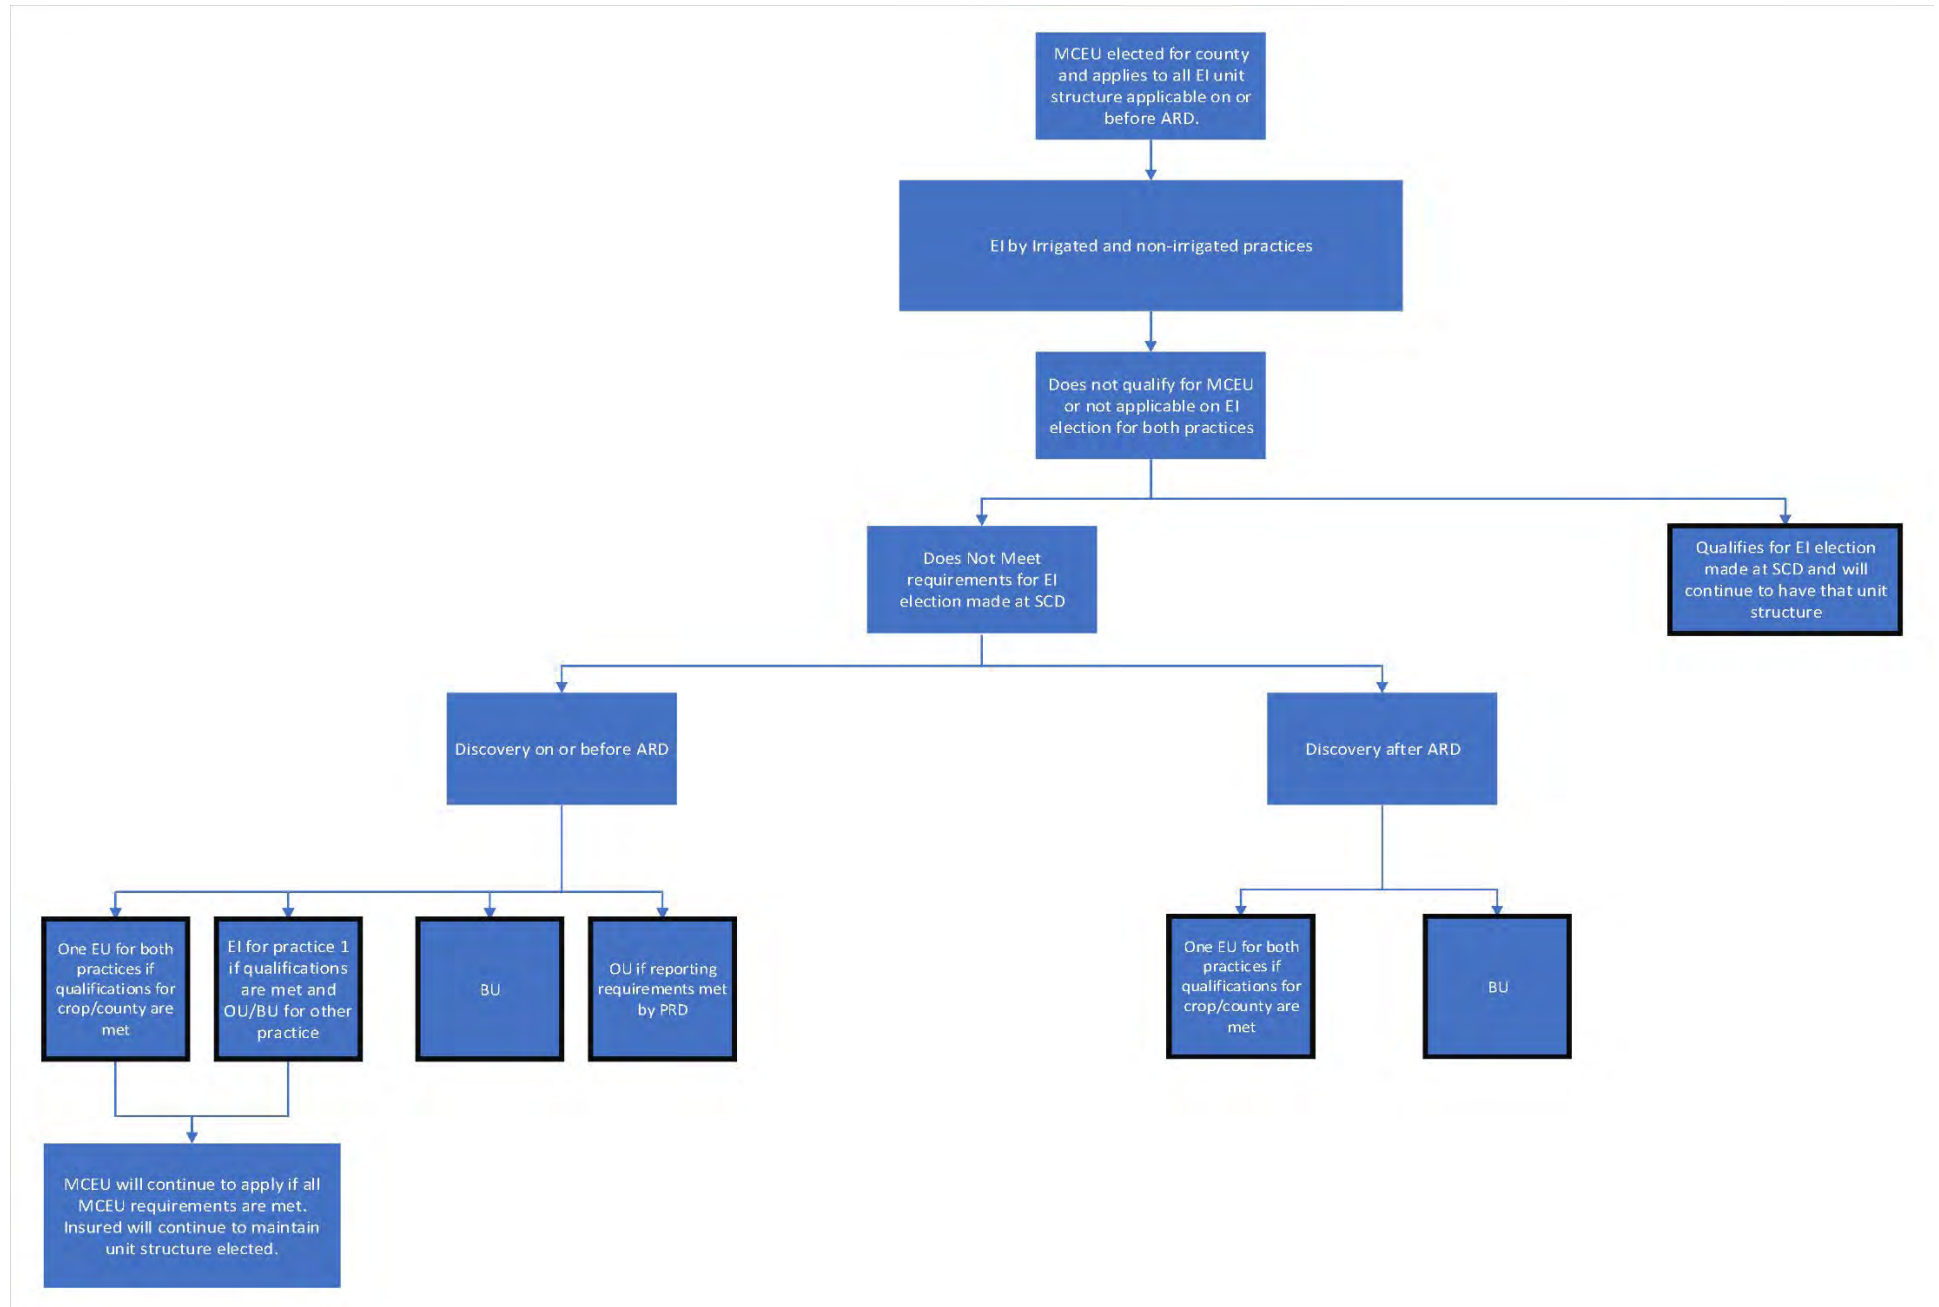 MCEU elected for county
and applies to all EI unit
structure applicable on or
before ARD.
EI by Irrigated and non-irrigated practices
Does not qualify for MCEU
or not applicable on EI
election for both practices
Does Not Meet
requirements for EI
election made at SCD
Qualifies for EI election
made at SCD and will
continue to have that unit
structure
Discovery on or before ARD
Discovery after ARD
One EU for both
practices if
qualifications for
crop/county are
met
EI for practice 1
if qualifications
are met and
OU/BU for other
practice
BU
OU if reporting
requirements met
by PRD
One EU for both
practices if
qualifications for
crop/county are
met
BU
MCEU will continue to apply if all
MCEU requirements are met.
Insured will continue to maintain
unit structure elected.